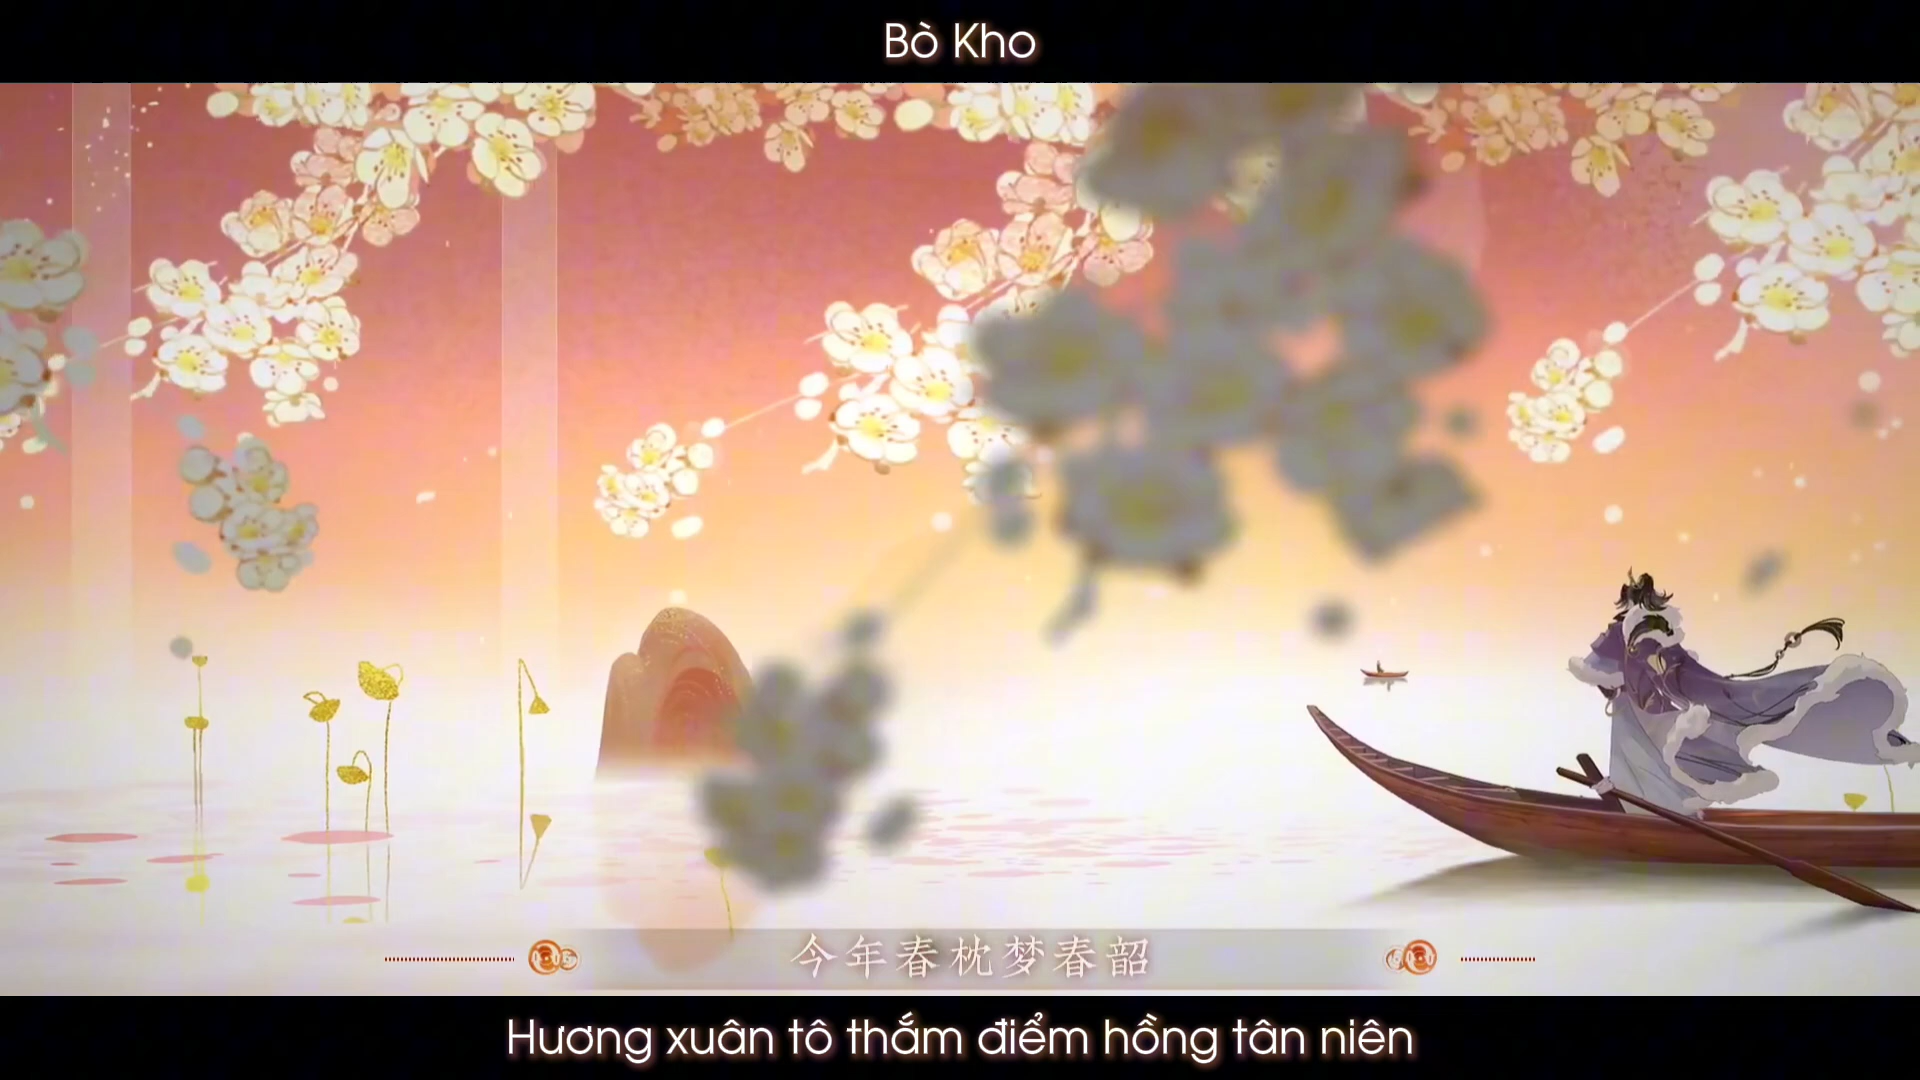 Bò Kho
今年春枕梦春韶
Hương xuân tô thắm điểm hồng tân niên